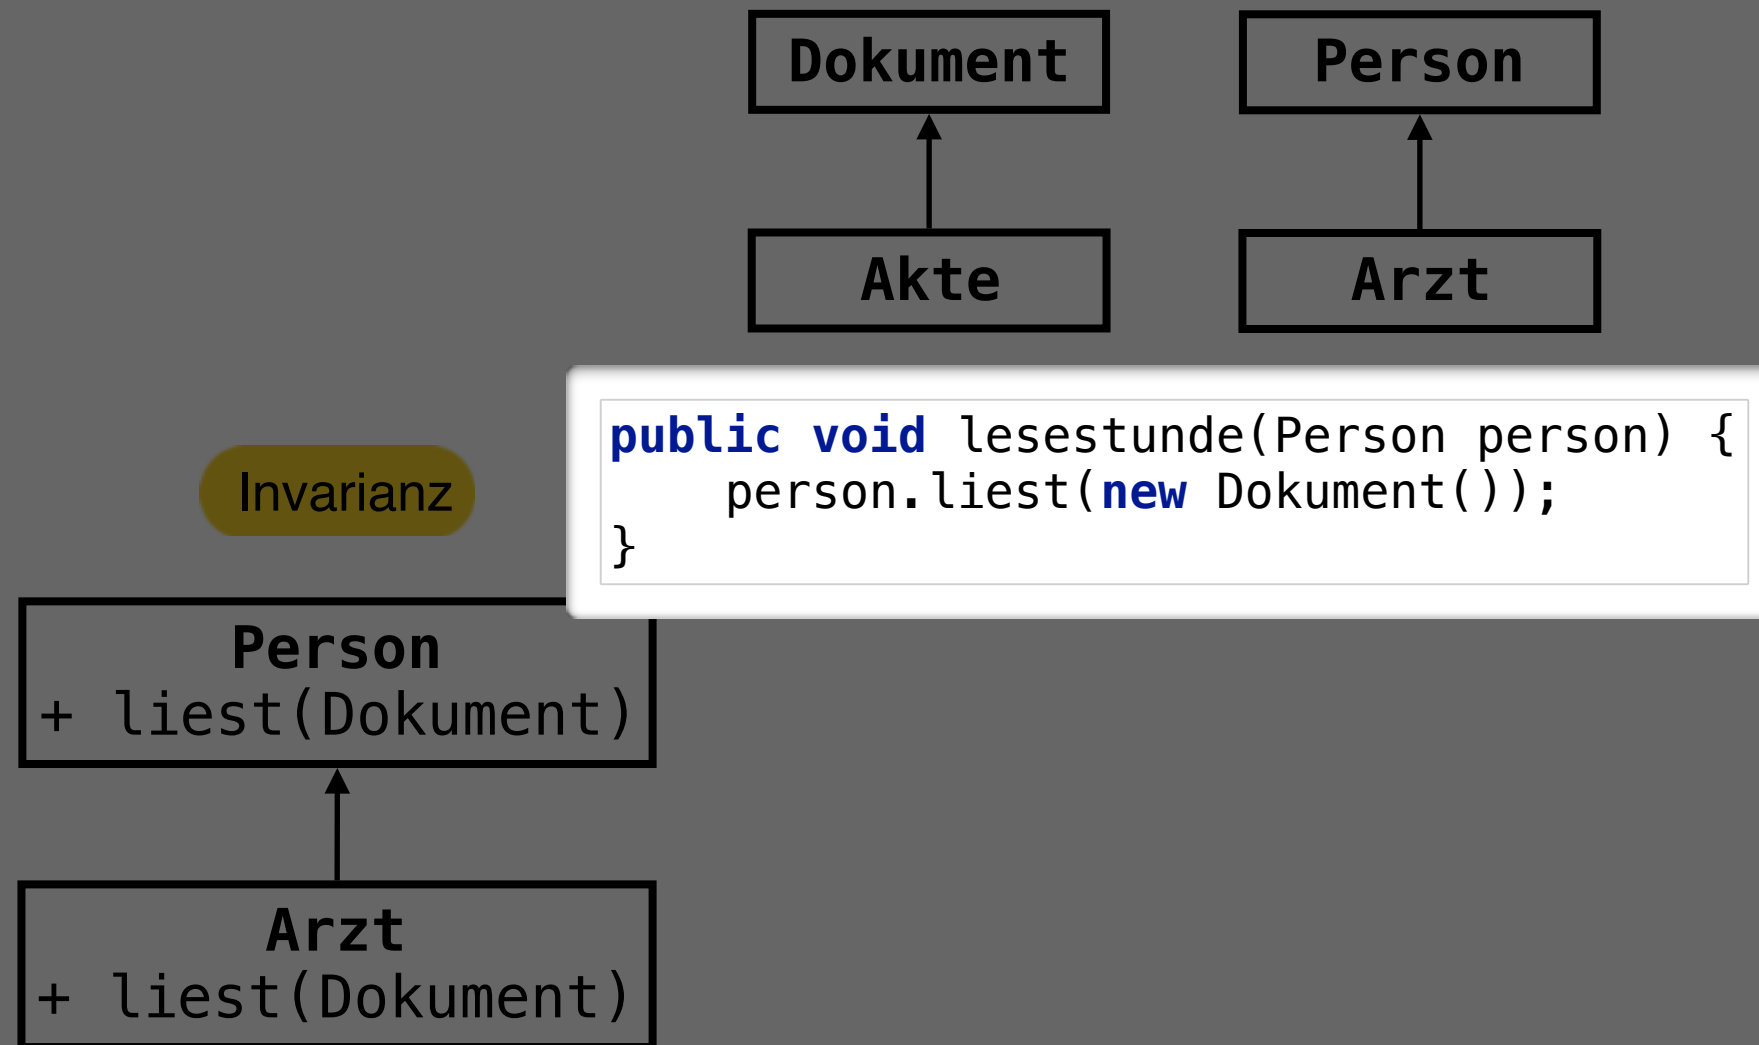 Dokument
Person
Akte
Arzt
public void lesestunde(Person person) {
    person.liest(new Dokument());
}
Invarianz
Person
+ liest(Dokument)
Arzt
+ liest(Dokument)